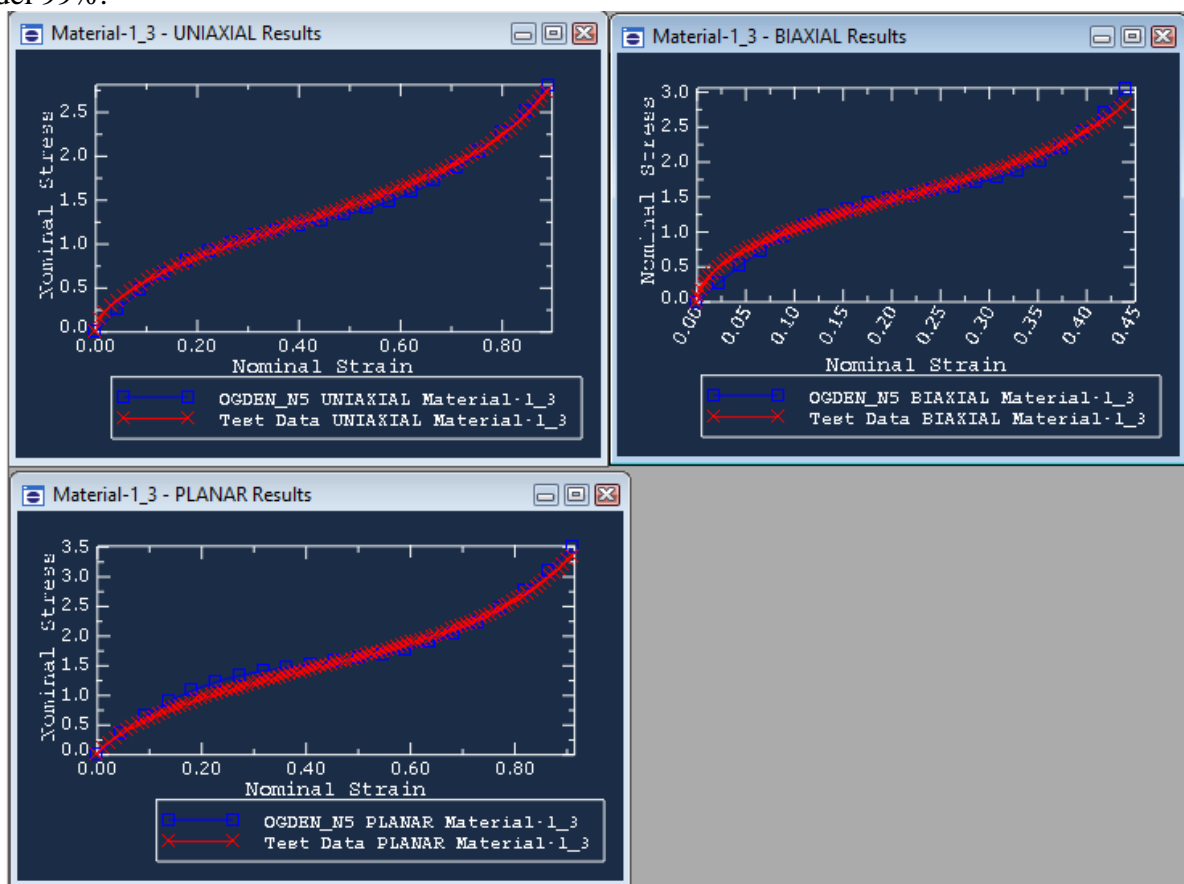 del 99%?
Material-1_3 - UNIAXIAL Results
2.5
2.0
1.5
1.0
0.5
0.0
Nominal Stress
0.00 0.20 0.40 0.60 0.80
Nominal Strain
OGDEN_N5 UNIAXIAL Material-1_3
Test Data UNIAXIAL Material-1_3
Material-1_3 - BIAXIAL Results
3.0
2.5
2.0
1.5
1.0
0.5
0.0
Nominal Stress
0.00 0.05 0.10 0.15 0.20 0.25 0.30 0.35 0.40 0.45
Nominal Strain
OGDEN_N5 BIAXIAL Material-1_3
Test Data BIAXIAL Material-1_3
Material-1_3 - PLANAR Results
3.5
3.0
2.5
2.0
1.5
1.0
0.5
0.0
Nominal Stress
0.00 0.20 0.40 0.60 0.80
Nominal Strain
OGDEN_N5 PLANAR Material-1_3
Test Data PLANAR Material-1_3